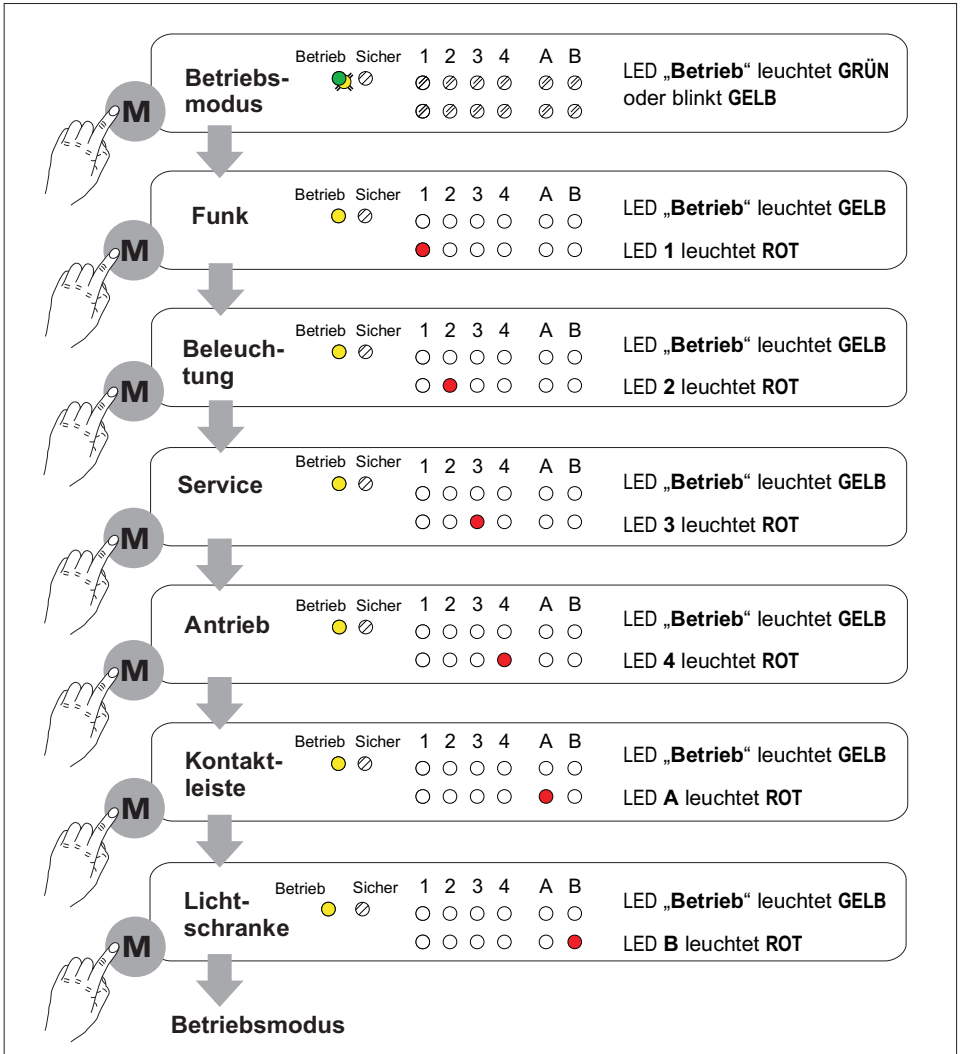 Betrieb Sicher 1 2 3 4 A B
Betriebs-
modus
LED „Betrieb“ leuchtet GRÜN
oder blinkt GELB
M
Betrieb Sicher 1 2 3 4 A B
Funk
LED „Betrieb“ leuchtet GELB
LED 1 leuchtet ROT
M
Betrieb Sicher 1 2 3 4 A B
Beleuch-
tung
LED „Betrieb“ leuchtet GELB
LED 2 leuchtet ROT
M
Betrieb Sicher 1 2 3 4 A B
Service
LED „Betrieb“ leuchtet GELB
LED 3 leuchtet ROT
M
Betrieb Sicher 1 2 3 4 A B
Antrieb
LED „Betrieb“ leuchtet GELB
LED 4 leuchtet ROT
M
Betrieb Sicher 1 2 3 4 A B
Kontakt-
leiste
LED „Betrieb“ leuchtet GELB
LED A leuchtet ROT
M
Betrieb Sicher 1 2 3 4 A B
Licht-
schranke
LED „Betrieb“ leuchtet GELB
LED B leuchtet ROT
M
Betriebsmodus